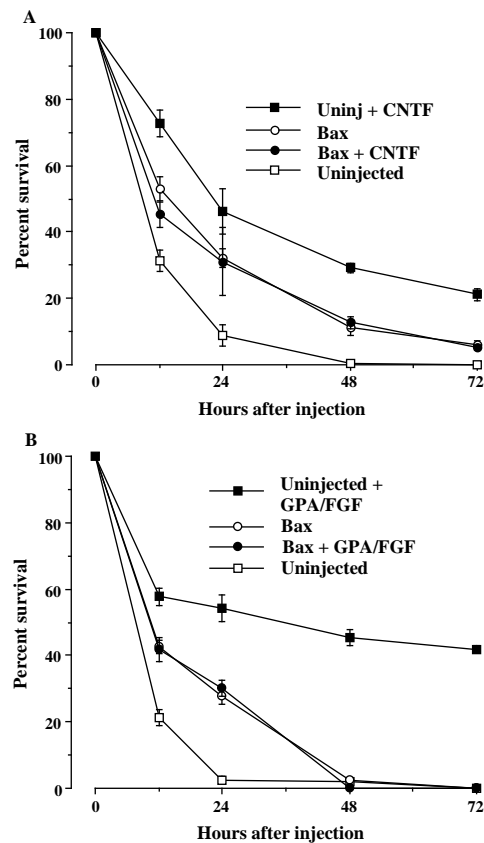 A
100
80
60
40
20
0
Percent survival
Uninj + CNTF
Bax
Bax + CNTF
Uninjected
0 24 48 72
Hours after injection
B
100
80
60
40
20
0
Percent survival
Uninjected +
GPA/FGF
Bax
Bax + GPA/FGF
Uninjected
0 24 48 72
Hours after injection